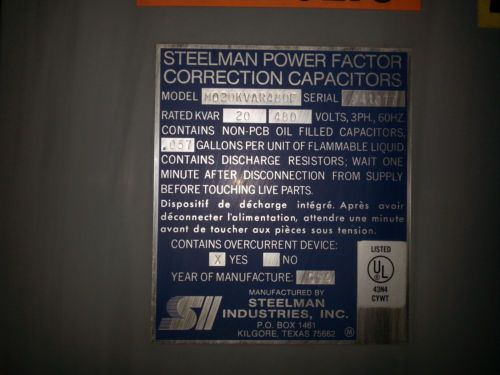 STEELMAN POWER FACTOR
CORRECTION CAPACITORS
MODEL M020KVAR480F SERIAL
RATED KVAR 20 480 VOLTS, 3PH., 60HZ
CONTAINS NON-PCB OIL FILLED CAPACITORS,
.057 GALLONS PER UNIT OF FLAMMABLE LIQUID
CONTAINS DISCHARGE RESISTORS; WAIT ONE
MINUTE AFTER DISCONNECTION FROM SUPPLY
BEFORE TOUCHING LIVE PARTS.
Dispositif de décharge intégré. Après avoir
déconnecter l'alimentation, attendre une minute
avant de toucher aux pièces sous tension.
CONTAINS OVERCURRENT DEVICE:
X YES NO
YEAR OF MANUFACTURE:
LISTED
UL
43N4
CYWT
MANUFACTURED BY
SI STEELMAN
INDUSTRIES, INC.
P.O. BOX 1461
KILGORE, TEXAS 75662 M